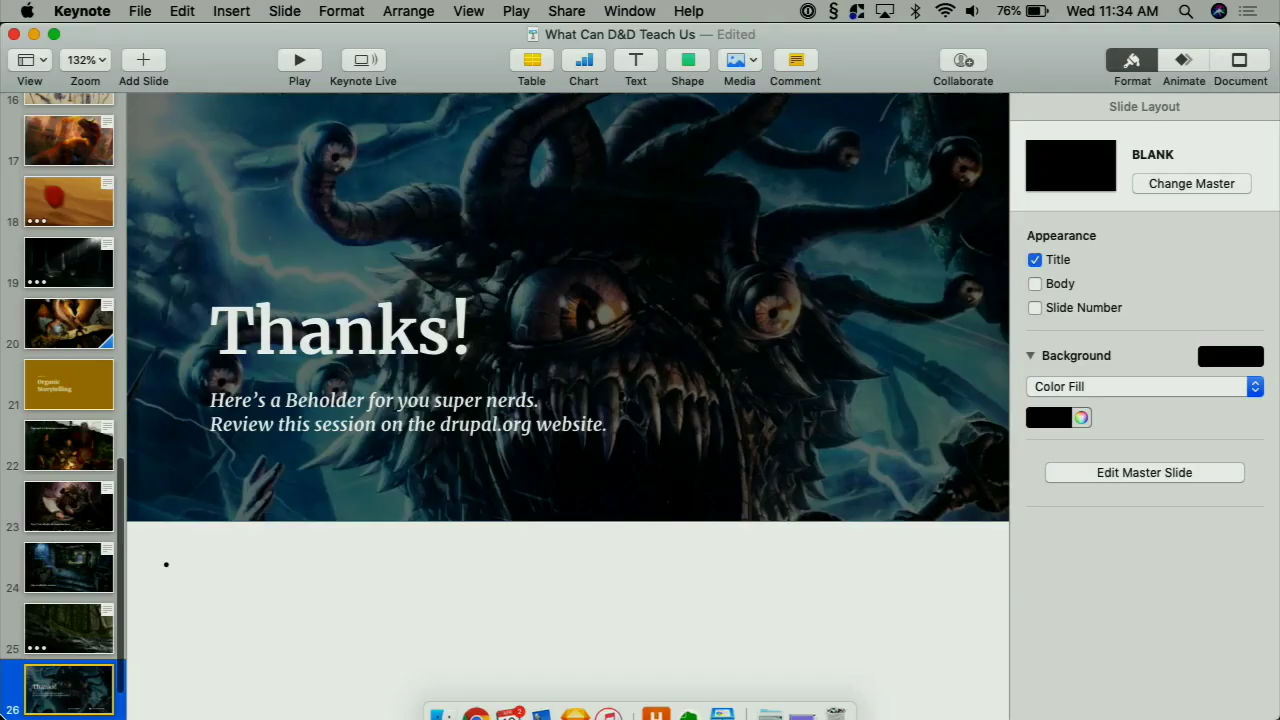 Keynote File Edit Insert Slide Format Arrange View Play Share Window Help 76% Wed 11:34 AM
What Can D&D Teach Us — Edited
132%
View Zoom Add Slide Play Keynote Live Table Chart Text Shape Media Comment Collaborate Format Animate Document
Slide Layout
BLANK
Change Master
Appearance
Title
Body
Slide Number
Background
Color Fill
Edit Master Slide
16
17
18
19
20
21
Organic
Storytelling
22
23
24
25
26
Thanks!
Thanks!
Here's a Beholder for you super nerds.
Review this session on the drupal.org website.
•
2